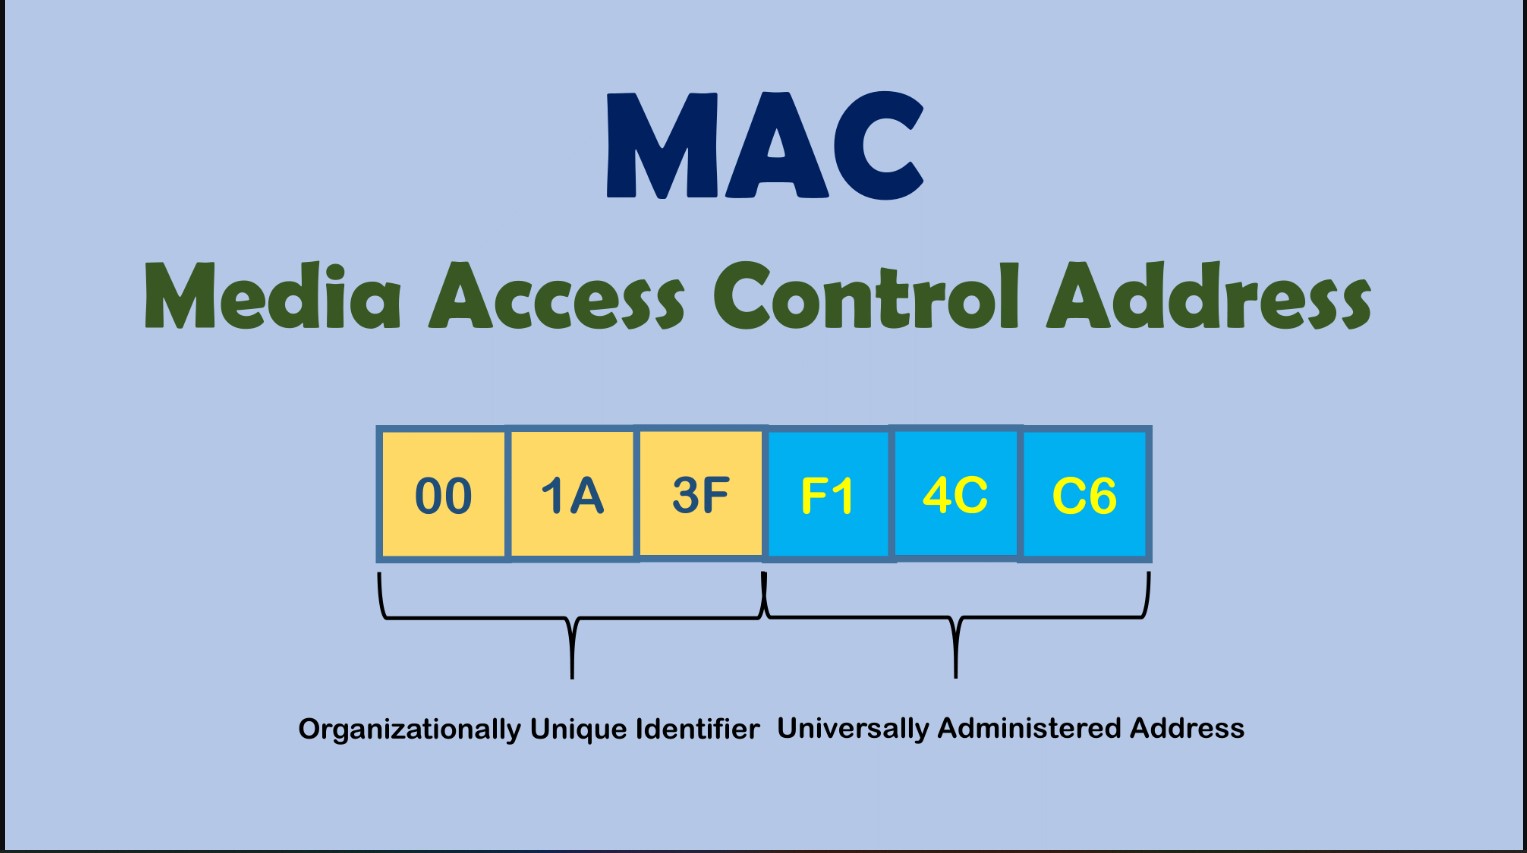 MAC
Media Access Control Address
00 1A 3F F1 4C C6
Organizationally Unique Identifier Universally Administered Address